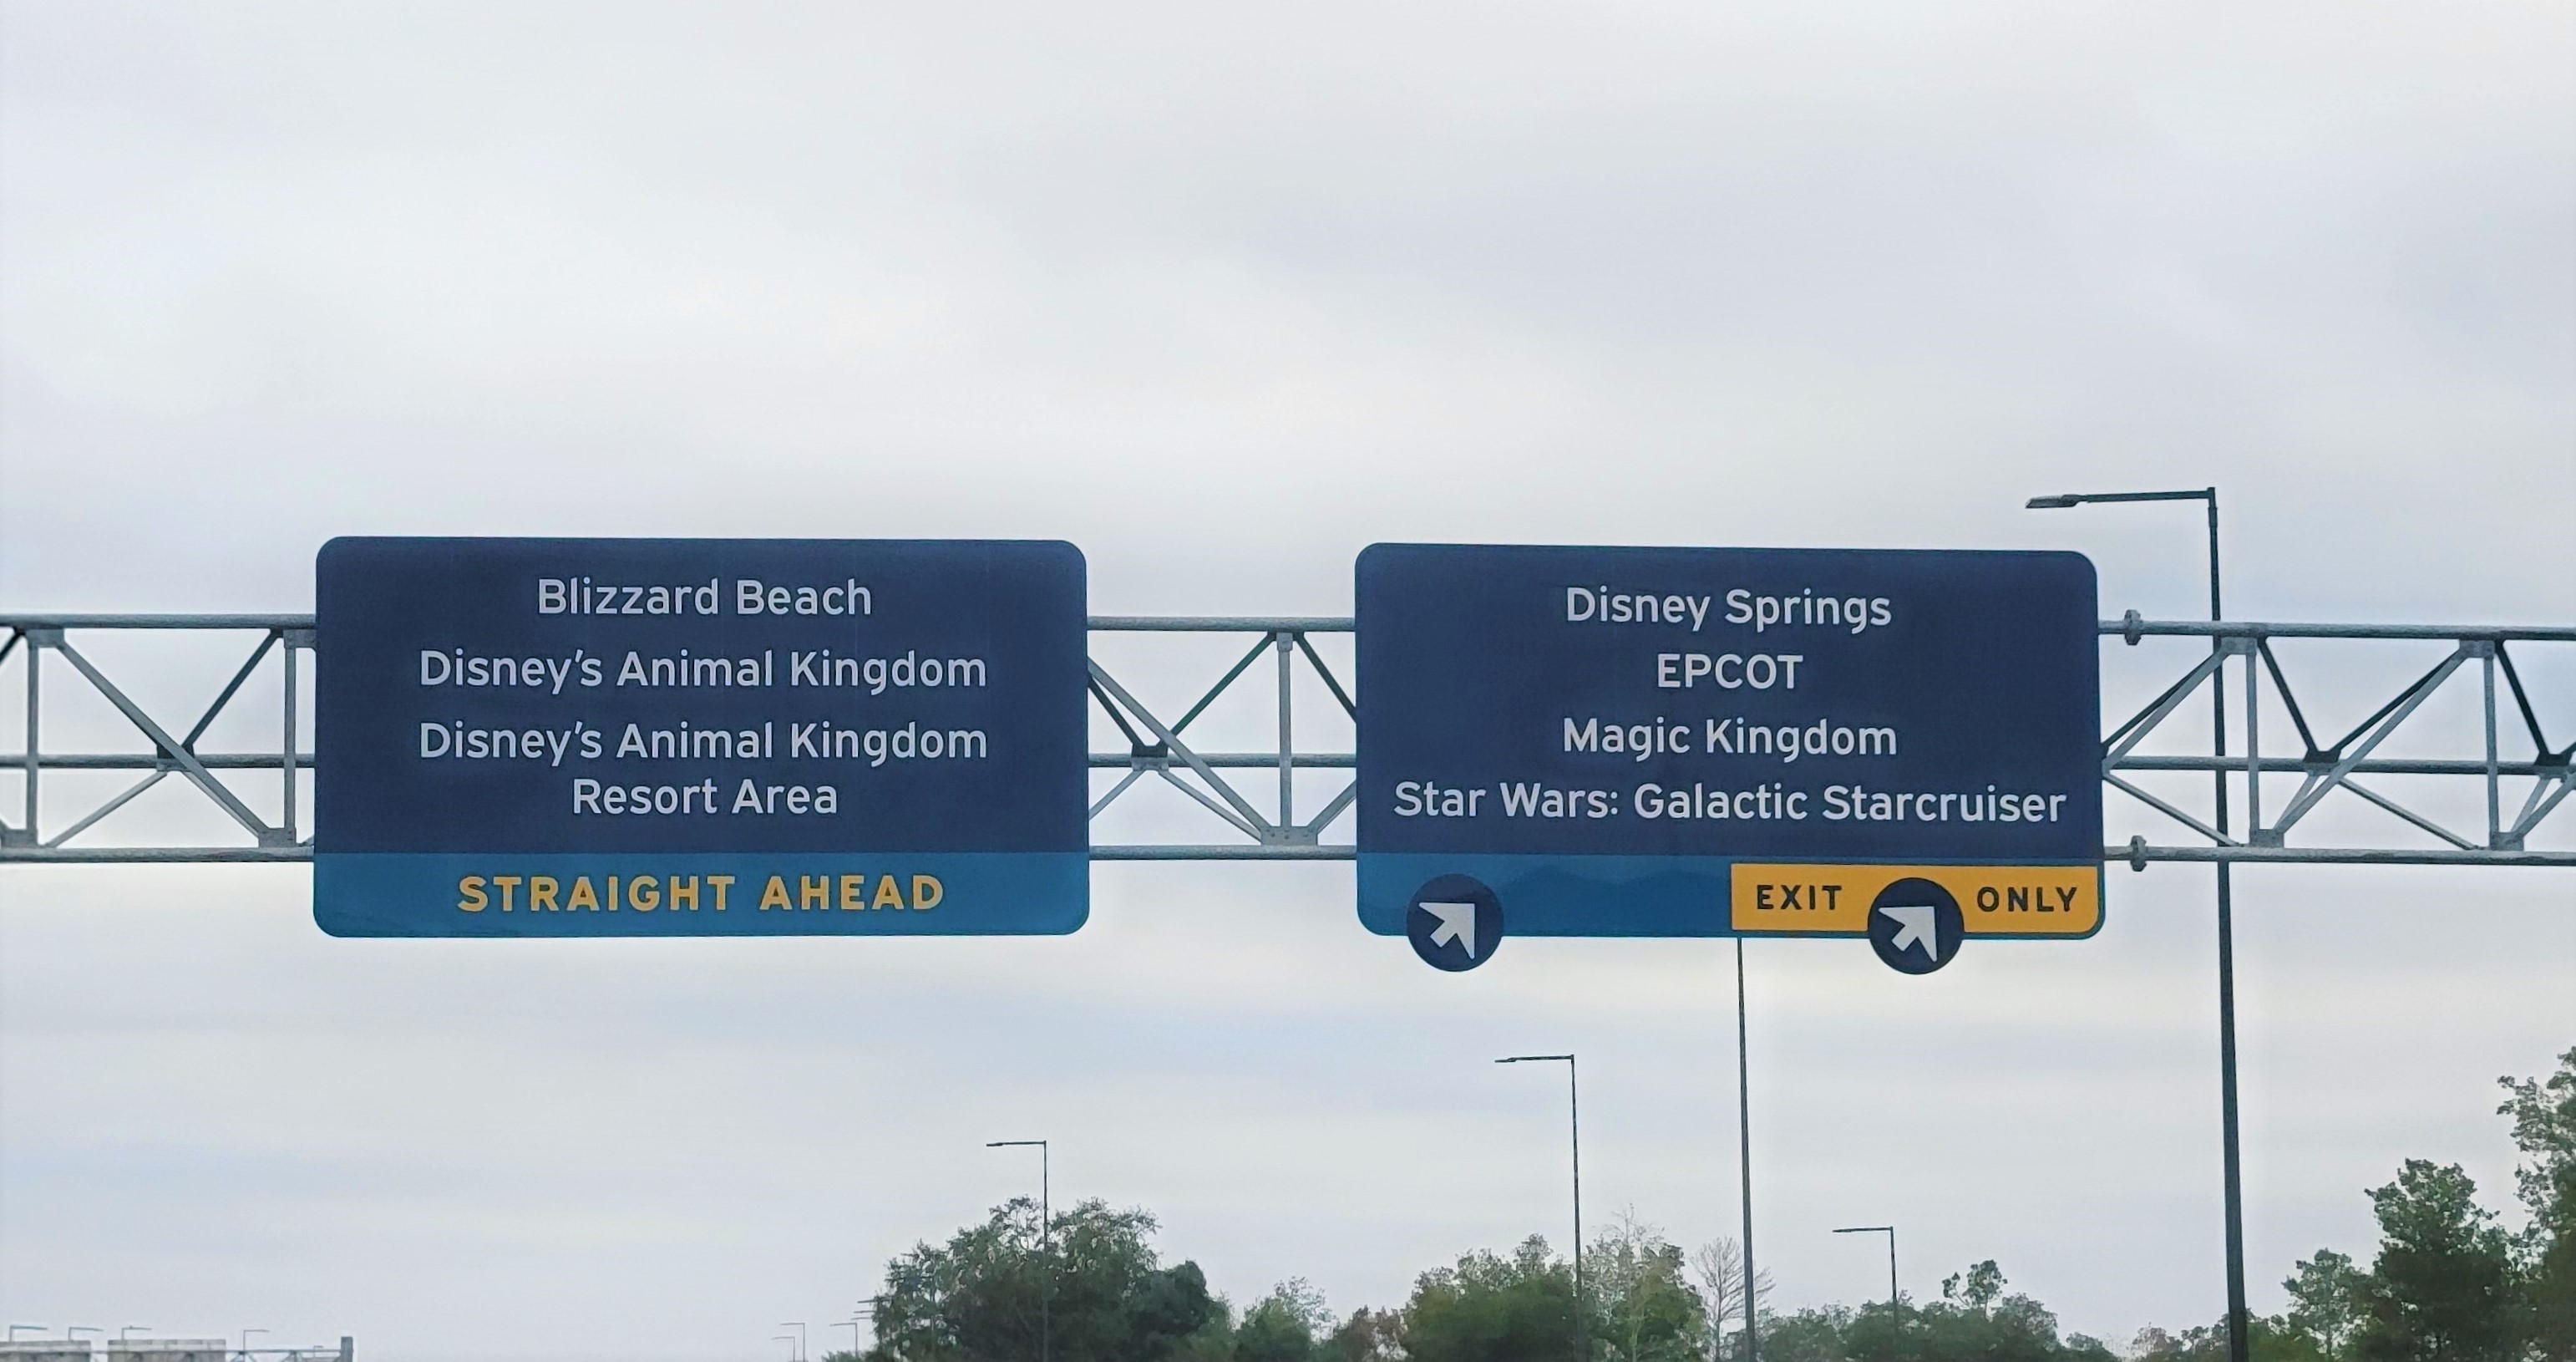 Blizzard Beach
Disney's Animal Kingdom
Disney's Animal Kingdom
Resort Area
STRAIGHT AHEAD
Disney Springs
EPCOT
Magic Kingdom
Star Wars: Galactic Starcruiser
EXIT ONLY